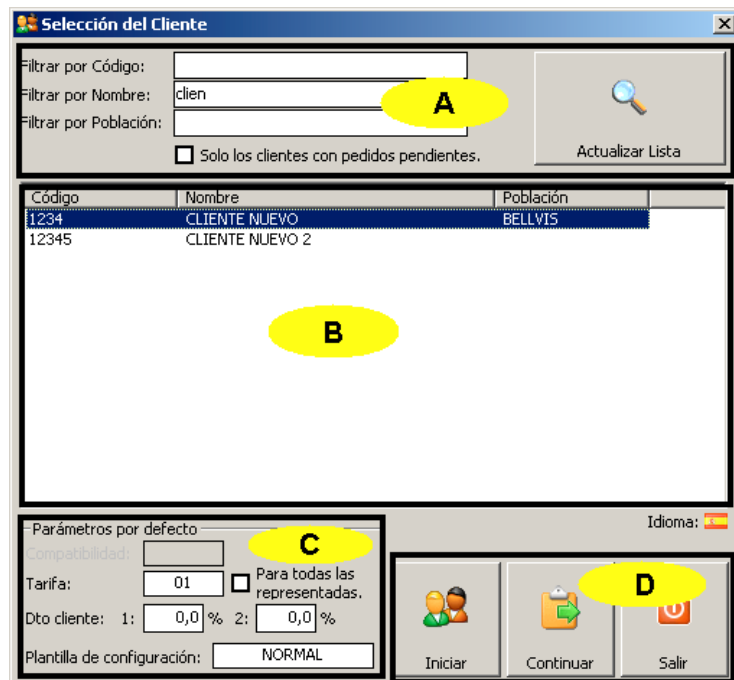 Selección del Cliente
Filtrar por Código:
Filtrar por Nombre: clien
Filtrar por Población:
A
Solo los clientes con pedidos pendientes.
Actualizar Lista
Código Nombre Población
1234 CLIENTE NUEVO BELLVIS
12345 CLIENTE NUEVO 2
B
Idioma:
Parámetros por defecto
C
Compatibilidad:
Tarifa: 01 Para todas las
representadas.
Dto cliente: 1: 0,0 % 2: 0,0 %
Plantilla de configuración: NORMAL
D
Iniciar Continuar Salir